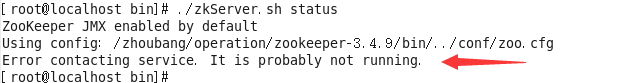 [root@localhost bin]# ./zkServer.sh status
ZooKeeper JMX enabled by default
Using config: /zhoubang/operation/zookeeper-3.4.9/bin/../conf/zoo.cfg
Error contacting service. It is probably not running.
[root@localhost bin]#